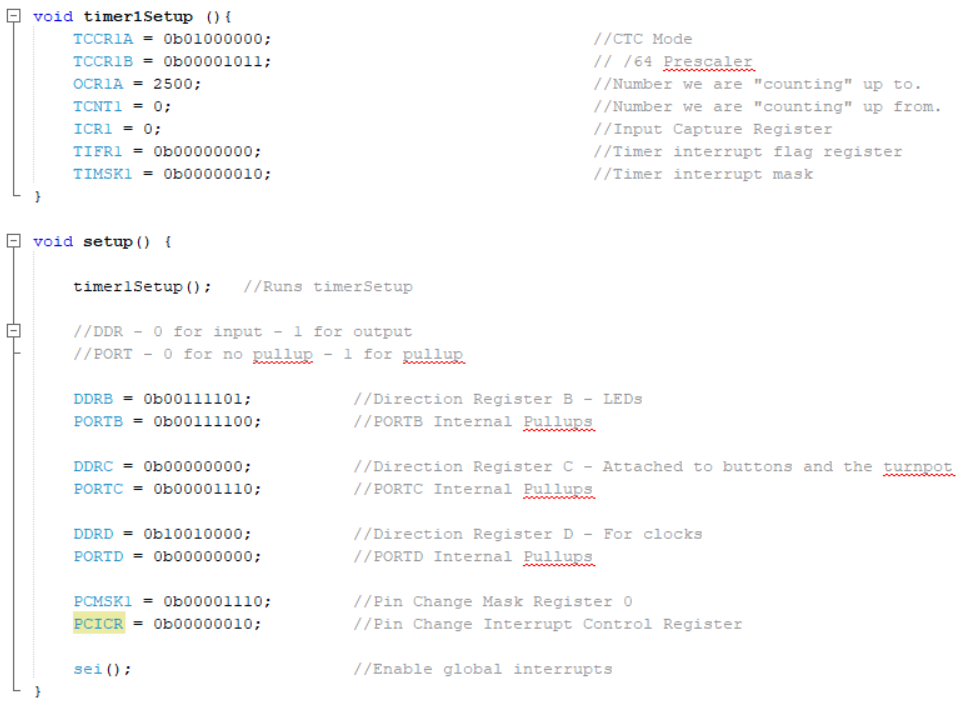 void timer1Setup (){
TCCR1A = 0b01000000; //CTC Mode
TCCR1B = 0b00001011; // /64 Prescaler
OCR1A = 2500; //Number we are "counting" up to.
TCNT1 = 0; //Number we are "counting" up from.
ICR1 = 0; //Input Capture Register
TIFR1 = 0b00000000; //Timer interrupt flag register
TIMSK1 = 0b00000010; //Timer interrupt mask
}
void setup() {
timer1Setup(); //Runs timerSetup
//DDR - 0 for input - 1 for output
//PORT - 0 for no pullup - 1 for pullup
DDRB = 0b00111101; //Direction Register B - LEDs
PORTB = 0b00111100; //PORTB Internal Pullups
DDRC = 0b00000000; //Direction Register C - Attached to buttons and the turnpot
PORTC = 0b00001110; //PORTC Internal Pullups
DDRD = 0b10010000; //Direction Register D - For clocks
PORTD = 0b00000000; //PORTD Internal Pullups
PCMSK1 = 0b00001110; //Pin Change Mask Register 0
PCICR = 0b00000010; //Pin Change Interrupt Control Register
sei(); //Enable global interrupts
}